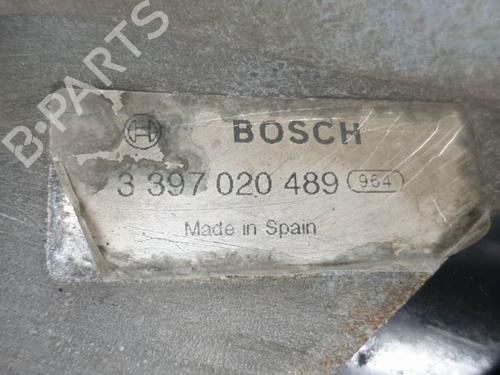 B-PARTS
BOSCH
3 397 020 489 964
Made in Spain